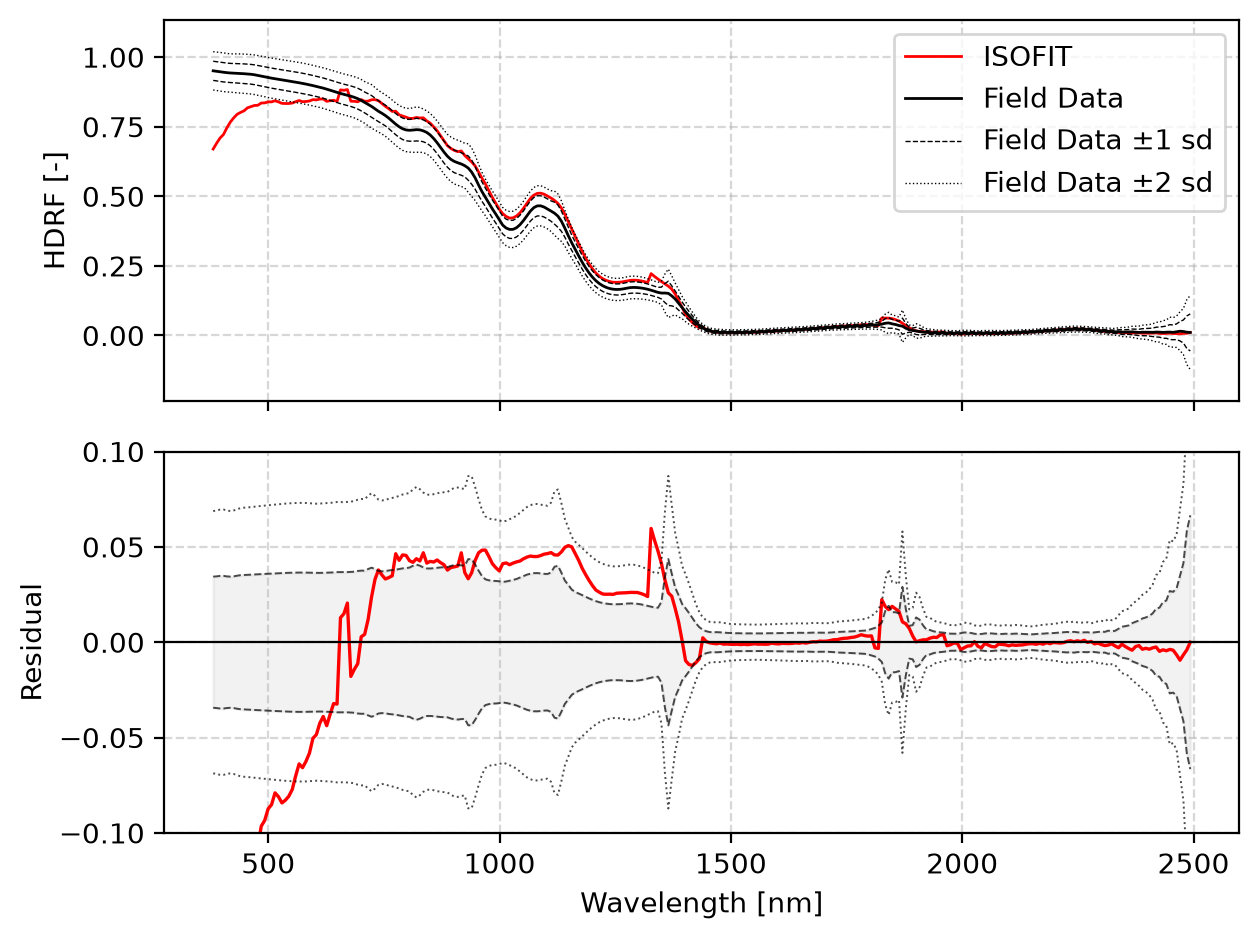 1.00
0.75
0.50
0.25
0.00
HDRF [-]
ISOFIT
Field Data
Field Data ±1 sd
Field Data ±2 sd
0.10
0.05
0.00
−0.05
−0.10
Residual
500 1000 1500 2000 2500
Wavelength [nm]